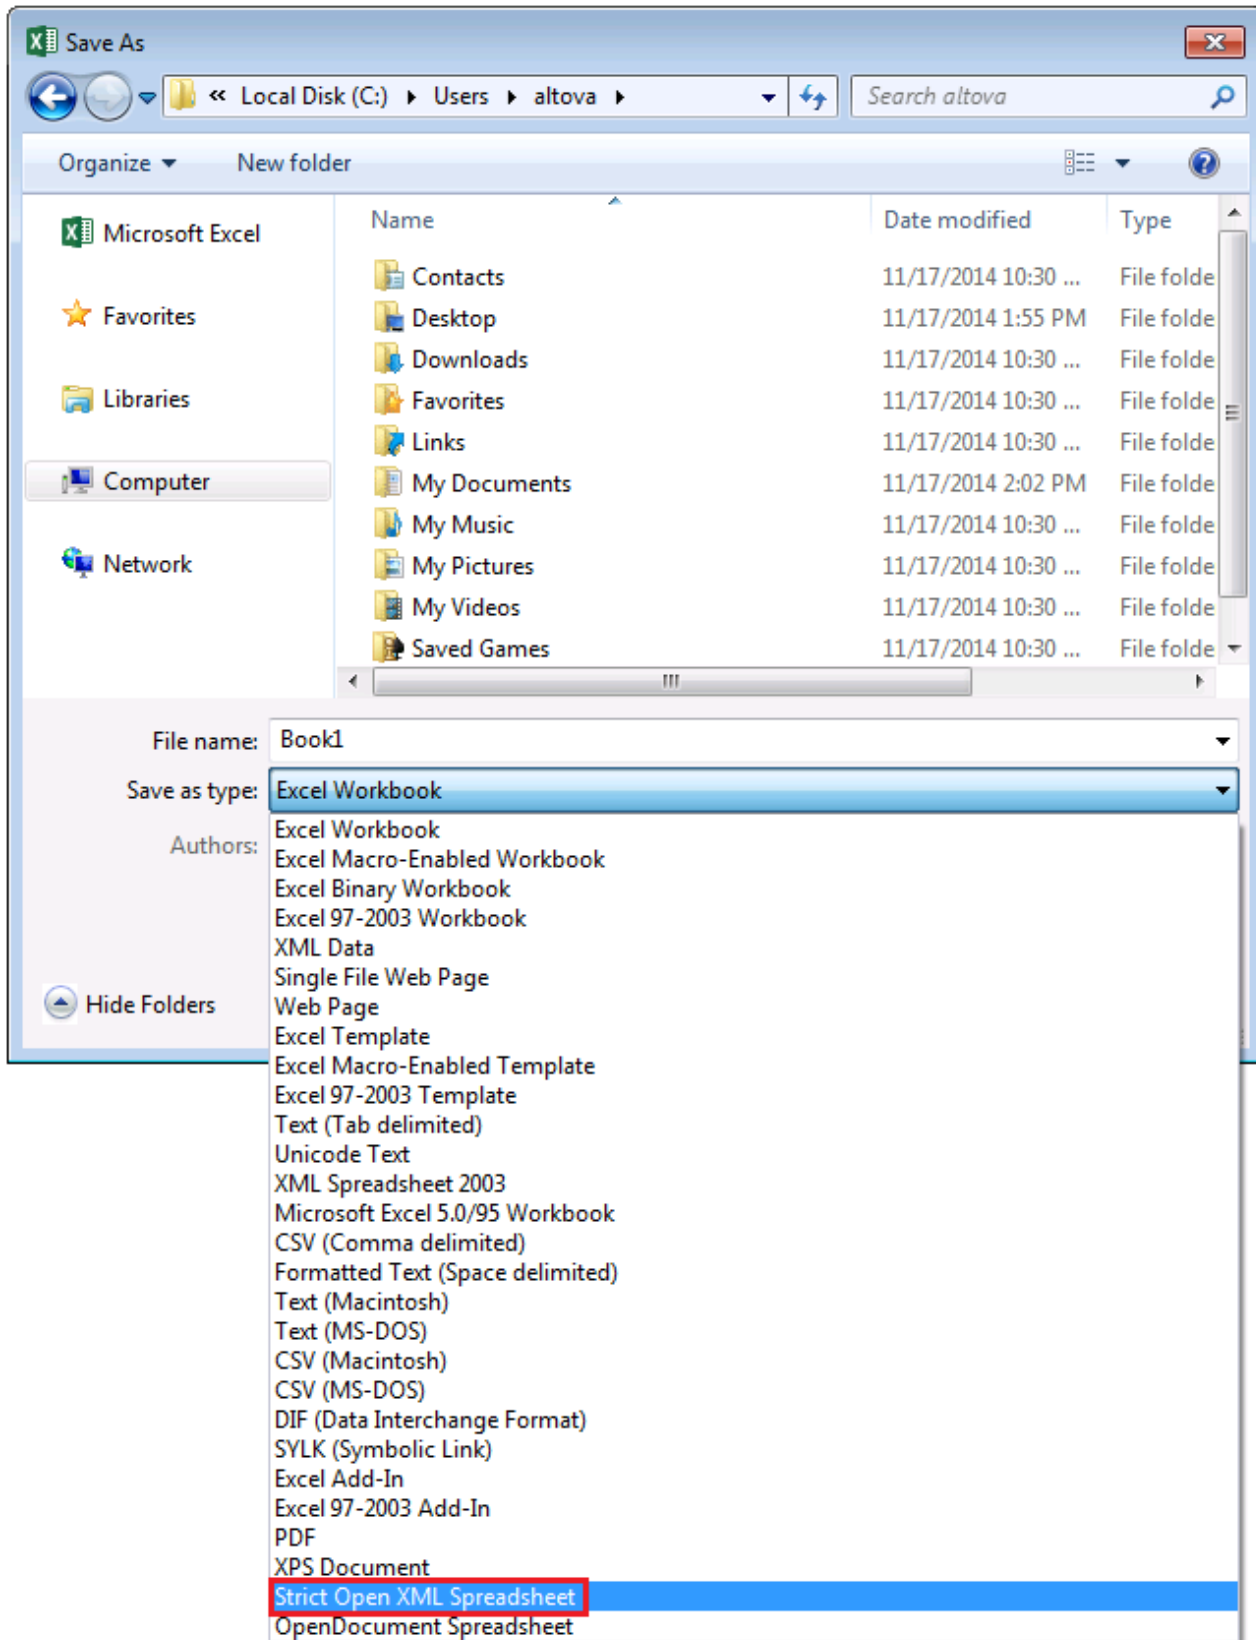 Save As
« Local Disk (C:) ▸ Users ▸ altova ▸ Search altova
Organize New folder
Name Date modified Type
Microsoft Excel
Favorites
Libraries
Computer
Network
Contacts 11/17/2014 10:30 ... File folde
Desktop 11/17/2014 1:55 PM File folde
Downloads 11/17/2014 10:30 ... File folde
Favorites 11/17/2014 10:30 ... File folde
Links 11/17/2014 10:30 ... File folde
My Documents 11/17/2014 2:02 PM File folde
My Music 11/17/2014 10:30 ... File folde
My Pictures 11/17/2014 10:30 ... File folde
My Videos 11/17/2014 10:30 ... File folde
Saved Games 11/17/2014 10:30 ... File folde
File name: Book1
Save as type: Excel Workbook
Authors:
Hide Folders
Excel Workbook
Excel Macro-Enabled Workbook
Excel Binary Workbook
Excel 97-2003 Workbook
XML Data
Single File Web Page
Web Page
Excel Template
Excel Macro-Enabled Template
Excel 97-2003 Template
Text (Tab delimited)
Unicode Text
XML Spreadsheet 2003
Microsoft Excel 5.0/95 Workbook
CSV (Comma delimited)
Formatted Text (Space delimited)
Text (Macintosh)
Text (MS-DOS)
CSV (Macintosh)
CSV (MS-DOS)
DIF (Data Interchange Format)
SYLK (Symbolic Link)
Excel Add-In
Excel 97-2003 Add-In
PDF
XPS Document
Strict Open XML Spreadsheet
OpenDocument Spreadsheet